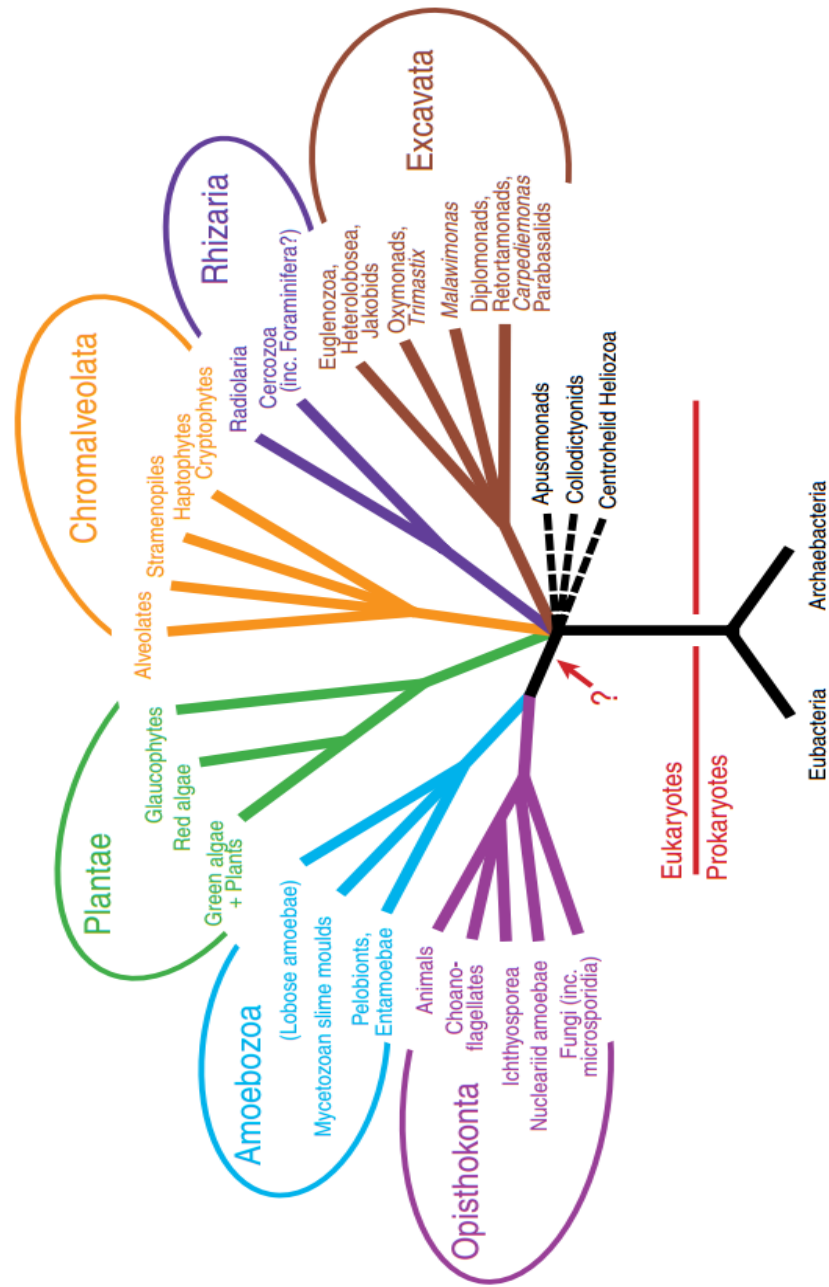 Excavata
Euglenozoa,
Heterolobosea,
Jakobids
Oxymonads,
Trimastix
Malawimonas
Diplomonads,
Retortamonads,
Carpediemonas
Parabasalids
Rhizaria
Radiolaria
Cercozoa
(inc. Foraminifera?)
Chromalveolata
Alveolates
Stramenopiles
Haptophytes
Cryptophytes
Plantae
Glaucophytes
Red algae
Green algae
+ Plants
Amoebozoa
(Lobose amoebae)
Mycetozoan slime moulds
Pelobionts,
Entamoebae
Opisthokonta
Animals
Choano-
flagellates
Ichthyosporea
Nucleariid amoebae
Fungi (inc.
microsporidia)
Apusomonads
Collodictyonids
Centrohelid Heliozoa
?
Eukaryotes
Prokaryotes
Eubacteria
Archaebacteria